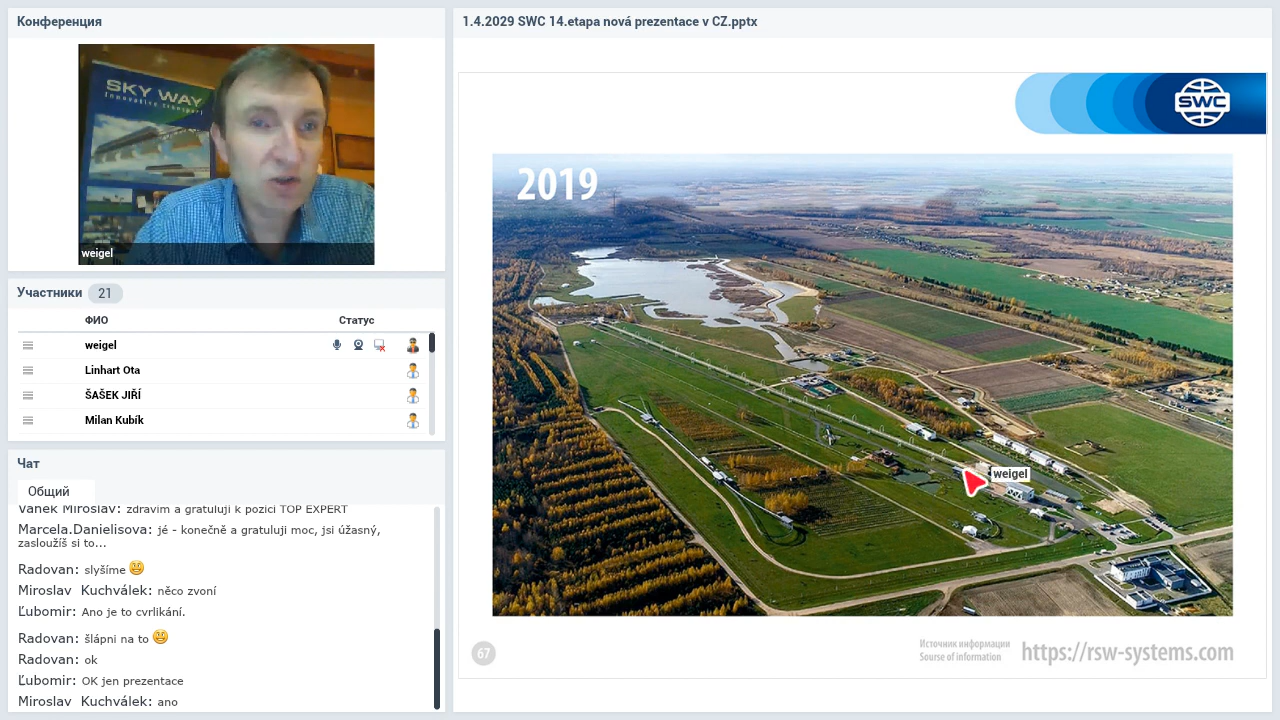 Конференция
SKY WAY
Innovative transport
weigel
Участники 21
ФИО Статус
weigel
Linhart Ota
ŠAŠEK JIŘÍ
Milan Kubík
Чат
Общий
Vaněk Miroslav: zdravím a gratuluji k pozici TOP EXPERT
Marcela.Danielisova: jé - konečně a gratuluji moc, jsi úžasný,
zasloužíš si to...
Radovan: slyšíme
Miroslav Kuchválek: něco zvoní
Ľubomir: Ano je to cvrlikání.
Radovan: šlápni na to
Radovan: ok
Ľubomir: OK jen prezentace
Miroslav Kuchválek: ano
1.4.2029 SWC 14.etapa nová prezentace v CZ.pptx
SWC
2019
weigel
67
Источник информации
Sourse of information
https://rsw-systems.com